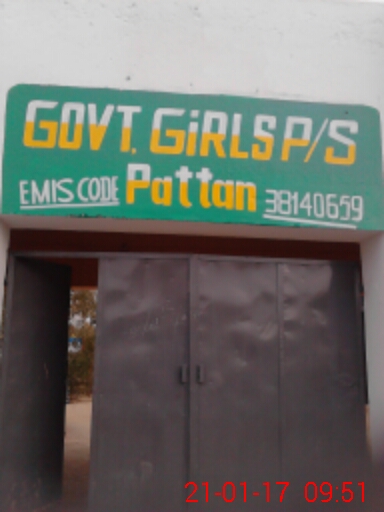 GOVT. GiRLS P/S
EMIS CODE Pattan 38140659
21-01-17 09:51